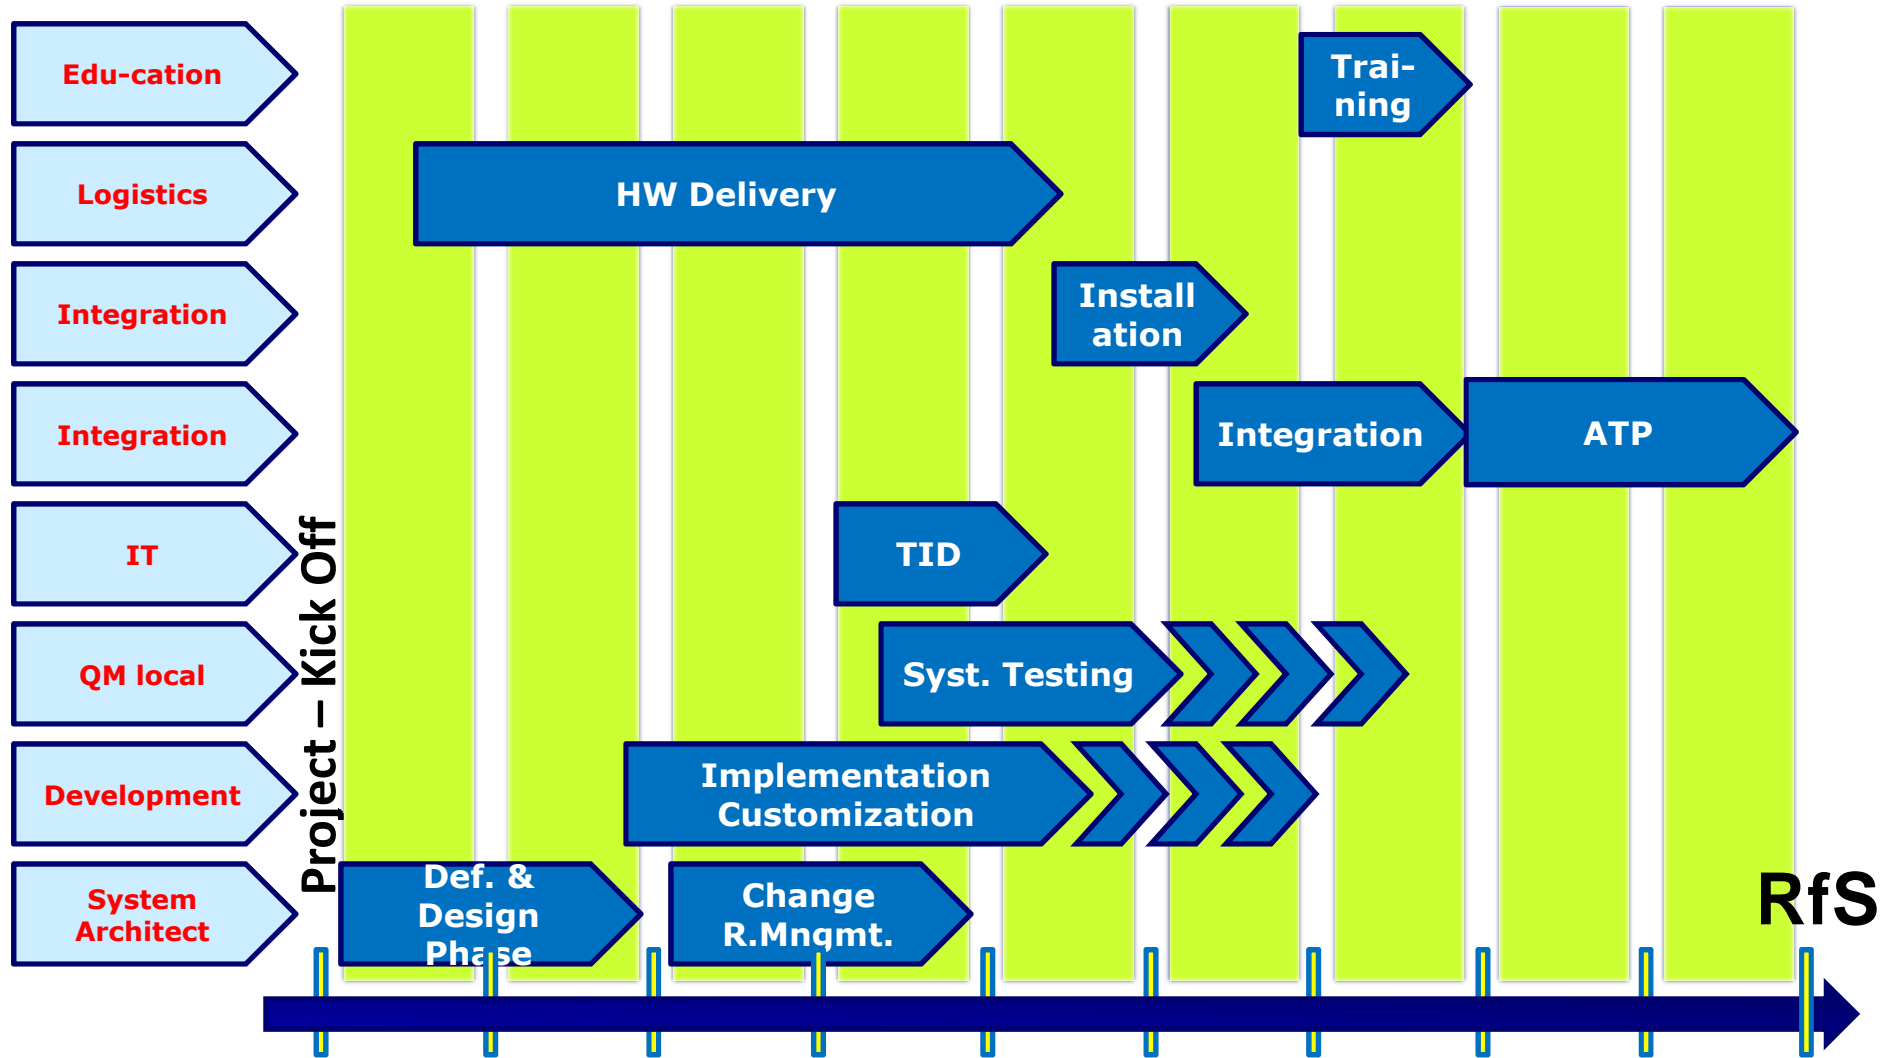 Edu-cation
Trai-
ning
Logistics
HW Delivery
Integration
Install
ation
Integration
Integration
ATP
IT
TID
Project – Kick Off
QM local
Syst. Testing
Development
Implementation
Customization
System
Architect
Def. &
Design
Phase
Change
R.Mngmt.
RfS